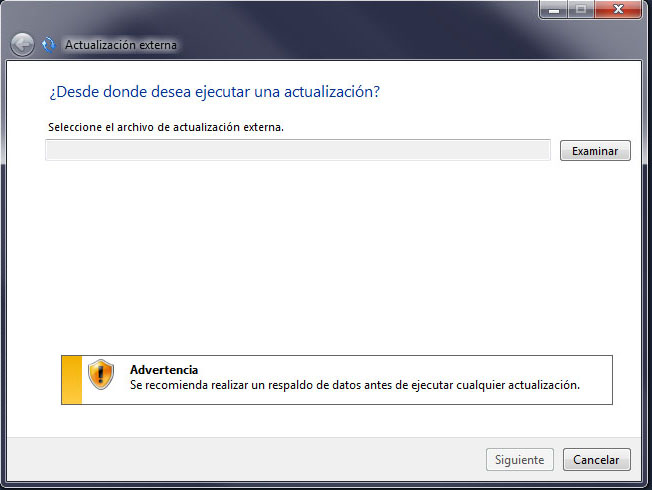 Actualización externa
¿Desde donde desea ejecutar una actualización?
Seleccione el archivo de actualización externa.
Examinar
Advertencia
Se recomienda realizar un respaldo de datos antes de ejecutar cualquier actualización.
Siguiente
Cancelar